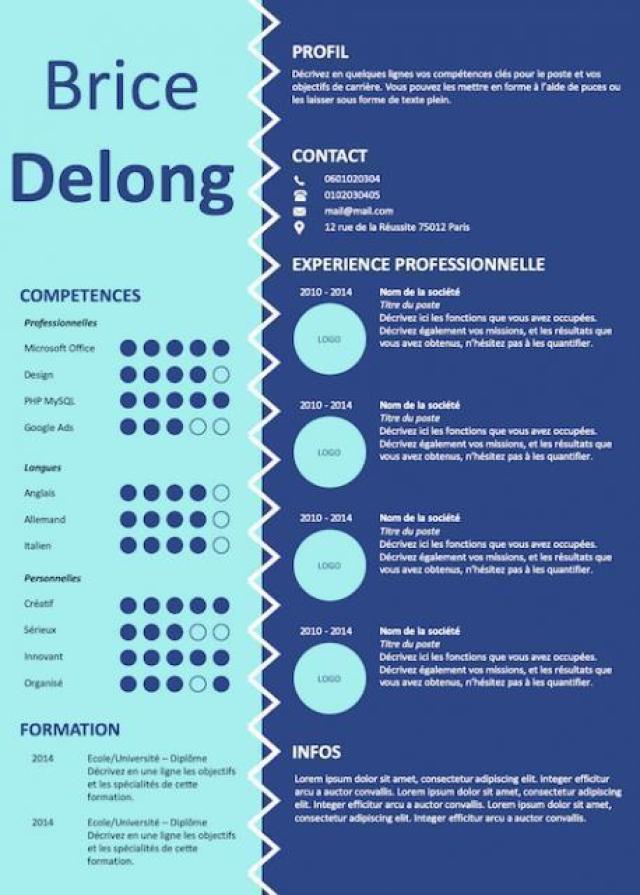 Brice
Delong
COMPETENCES
Professionnelles
Microsoft Office
Design
PHP MySQL
Google Ads
Langues
Anglais
Allemand
Italien
Personnelles
Créatif
Sérieux
Innovant
Organisé
FORMATION
2014 Ecole/Université – Diplôme
Décrivez en une ligne les objectifs
et les spécialités de cette
formation.
2014 Ecole/Université – Diplôme
Décrivez en une ligne les objectifs
et les spécialités de cette
formation.
PROFIL
Décrivez en quelques lignes vos compétences clés pour le poste et vos
objectifs de carrière. Vous pouvez les mettre en forme à l'aide de puces ou
les laisser sous forme de texte plein.
CONTACT
0601020304
0102030405
mail@mail.com
12 rue de la Réussite 75012 Paris
EXPERIENCE PROFESSIONNELLE
2010 - 2014 Nom de la société
Titre du poste
LOGO
Décrivez ici les fonctions que vous avez occupées.
Décrivez également vos missions, et les résultats que
vous avez obtenus, n'hésitez pas à les quantifier.
2010 - 2014 Nom de la société
Titre du poste
LOGO
Décrivez ici les fonctions que vous avez occupées.
Décrivez également vos missions, et les résultats que
vous avez obtenus, n'hésitez pas à les quantifier.
2010 - 2014 Nom de la société
Titre du poste
LOGO
Décrivez ici les fonctions que vous avez occupées.
Décrivez également vos missions, et les résultats que
vous avez obtenus, n'hésitez pas à les quantifier.
2010 - 2014 Nom de la société
Titre du poste
LOGO
Décrivez ici les fonctions que vous avez occupées.
Décrivez également vos missions, et les résultats que
vous avez obtenus, n'hésitez pas à les quantifier.
INFOS
Lorem ipsum dolor sit amet, consectetur adipiscing elit. Integer efficitur
arcu a auctor convallis. Lorem ipsum dolor sit amet, consectetur adipiscing
elit. Integer efficitur arcu a auctor convallis. Lorem ipsum dolor sit amet,
consectetur adipiscing elit. Integer efficitur arcu a auctor convallis.